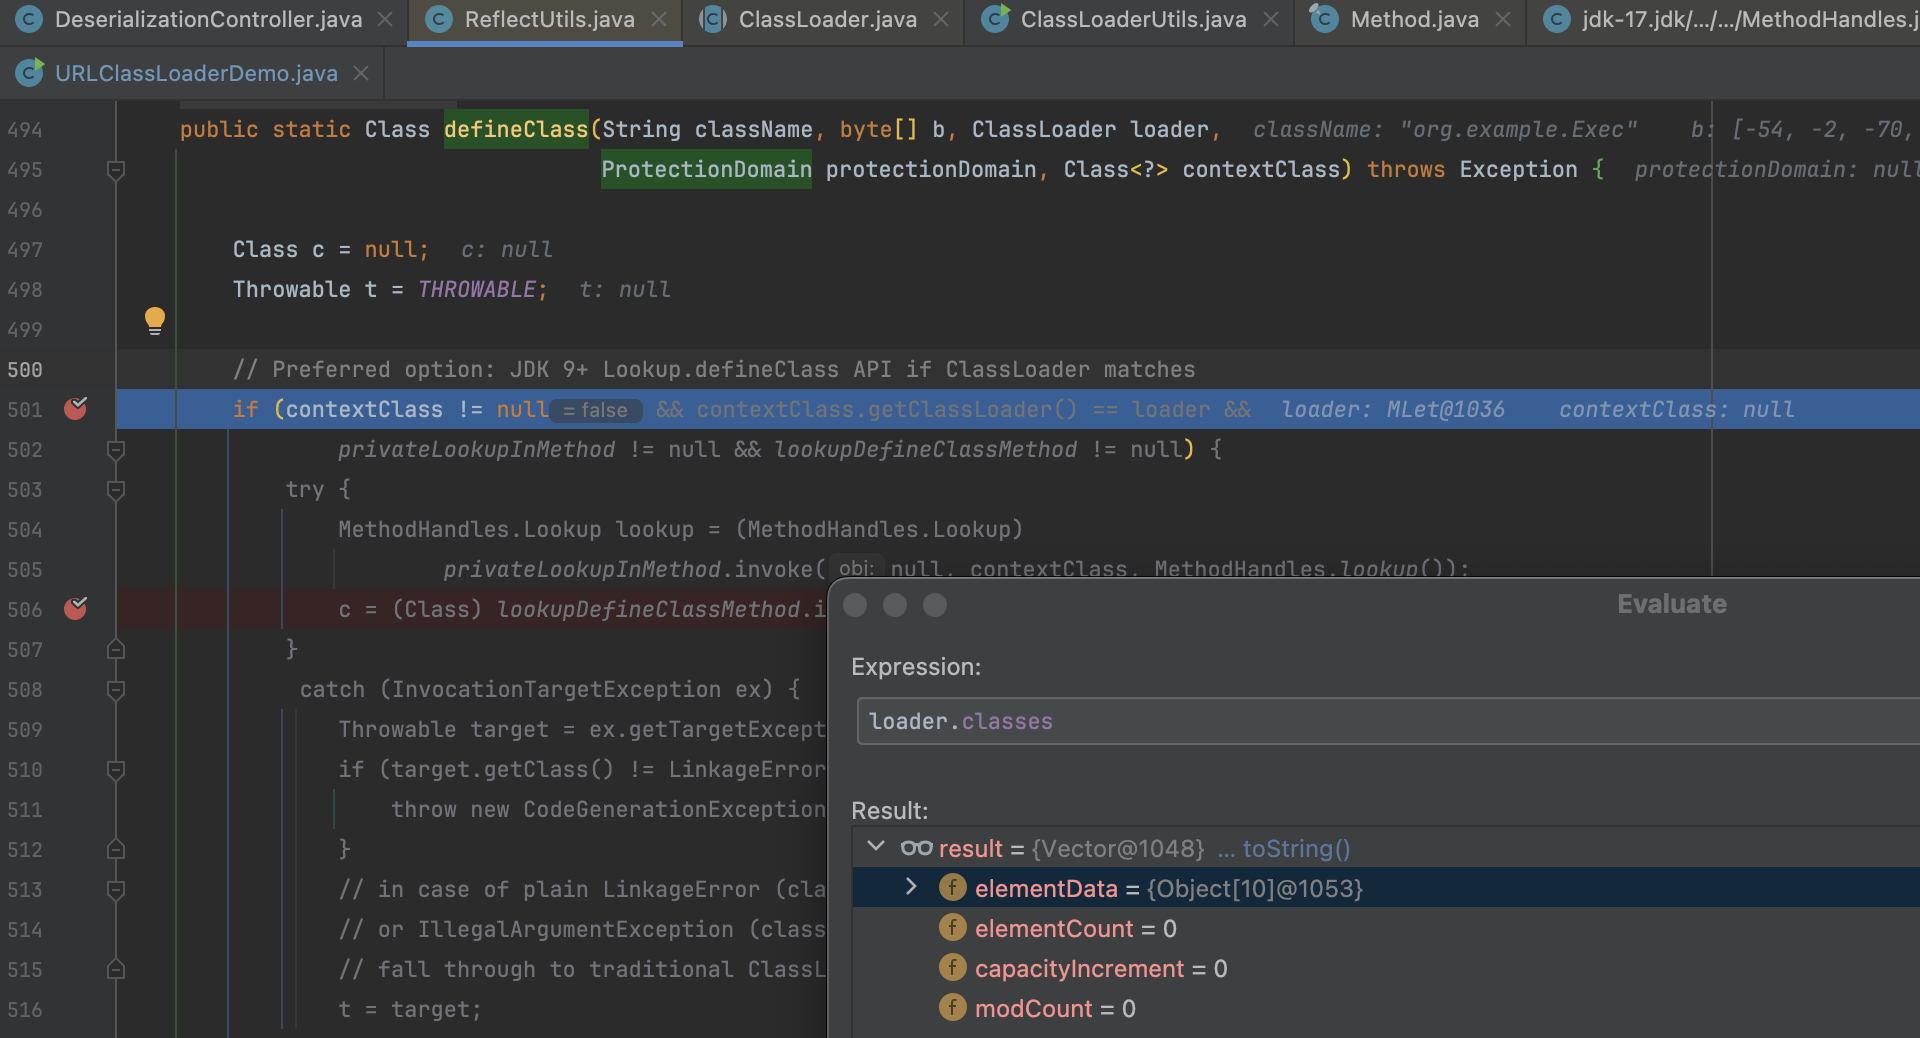 DeserializationController.java
ReflectUtils.java
ClassLoader.java
ClassLoaderUtils.java
Method.java
jdk-17.jdk/.../.../MethodHandles.j
URLClassLoaderDemo.java
494 public static Class defineClass(String className, byte[] b, ClassLoader loader, className: "org.example.Exec" b: [-54, -2, -70,
495 ProtectionDomain protectionDomain, Class<?> contextClass) throws Exception { protectionDomain: null
496
497 Class c = null; c: null
498 Throwable t = THROWABLE; t: null
499
500 // Preferred option: JDK 9+ Lookup.defineClass API if ClassLoader matches
501 if (contextClass != null = false && contextClass.getClassLoader() == loader && loader: MLet@1036 contextClass: null
502 privateLookupInMethod != null && lookupDefineClassMethod != null) {
503 try {
504 MethodHandles.Lookup lookup = (MethodHandles.Lookup)
505 privateLookupInMethod.invoke( obj: null, contextClass, MethodHandles.lookup());
506 c = (Class) lookupDefineClassMethod.i
507 }
508 catch (InvocationTargetException ex) {
509 Throwable target = ex.getTargetExcept
510 if (target.getClass() != LinkageError
511 throw new CodeGenerationException
512 }
513 // in case of plain LinkageError (cla
514 // or IllegalArgumentException (class
515 // fall through to traditional ClassL
516 t = target;
Evaluate
Expression:
loader.classes
Result:
result = {Vector@1048} ... toString()
f elementData = {Object[10]@1053}
f elementCount = 0
f capacityIncrement = 0
f modCount = 0